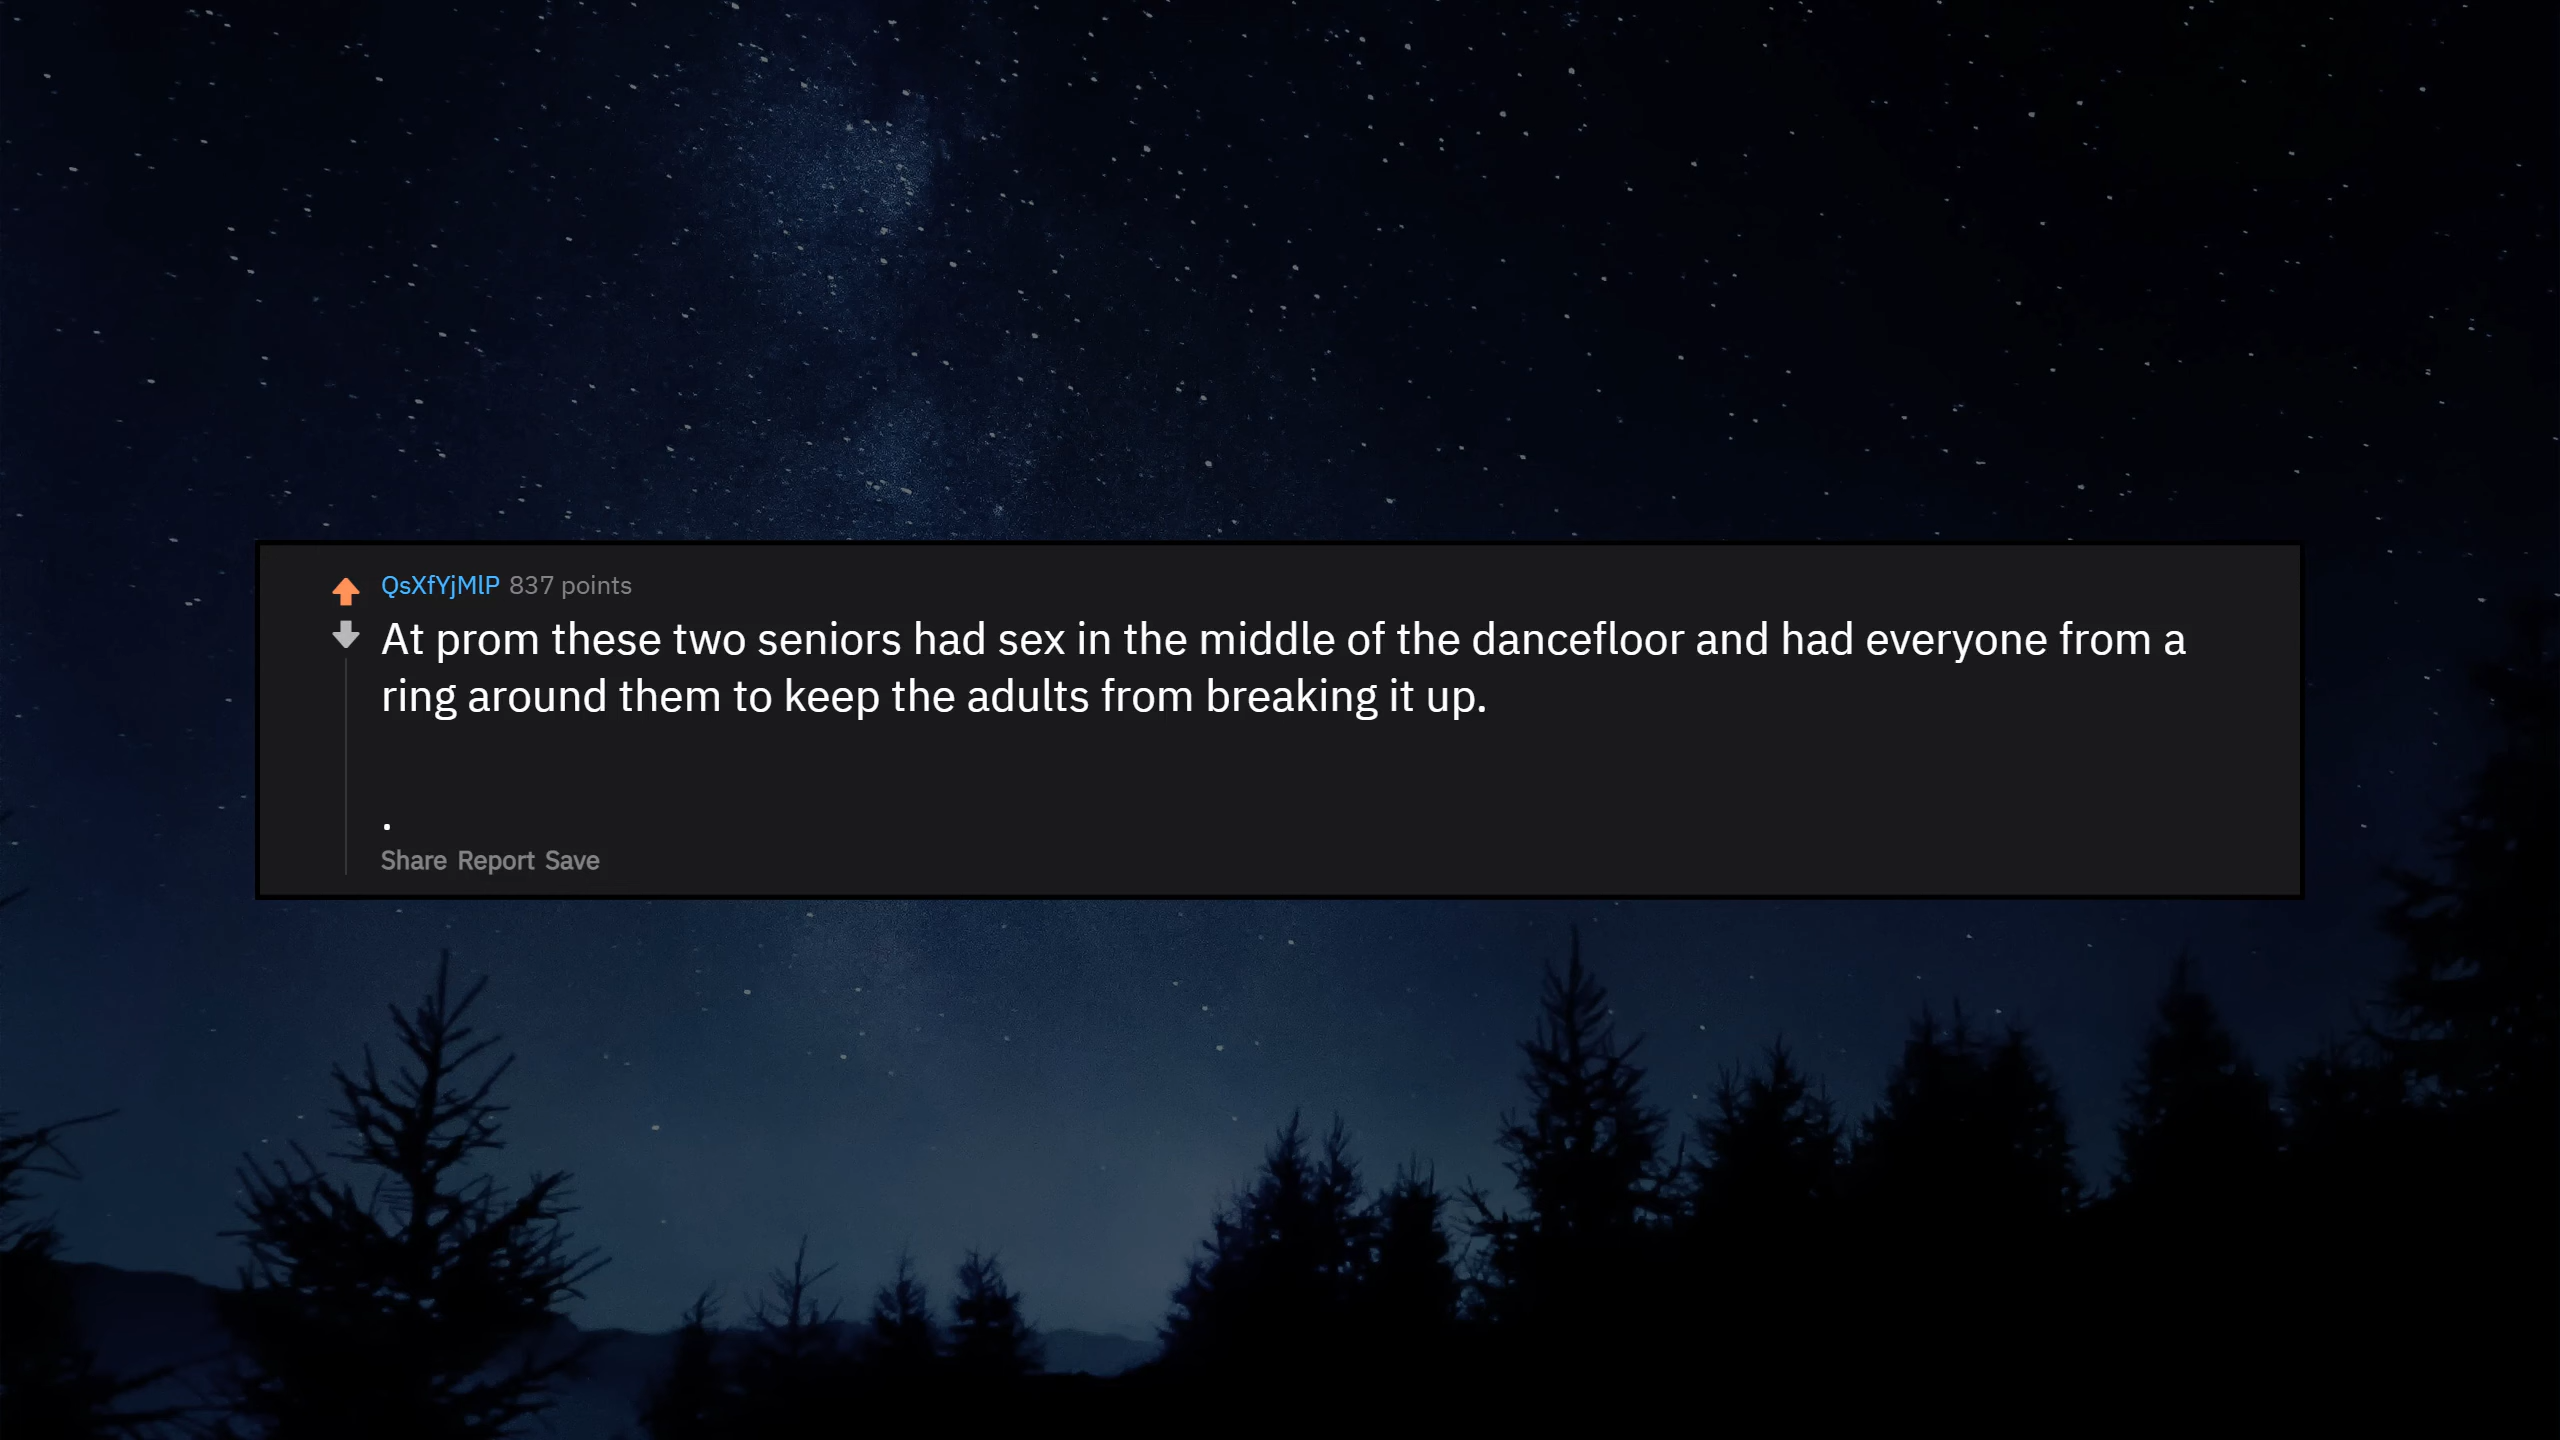 QsXfYjMlP 837 points
At prom these two seniors had sex in the middle of the dancefloor and had everyone from a
ring around them to keep the adults from breaking it up.
.
Share Report Save